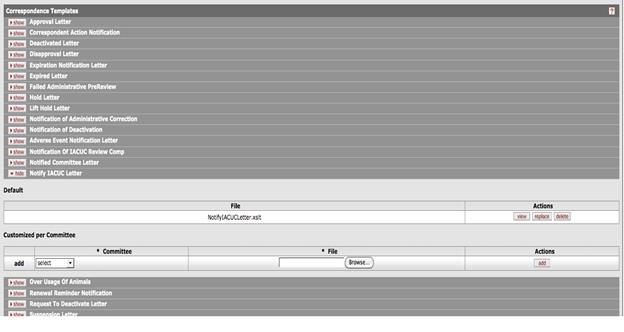 Correspondence Templates ?
show Approval Letter
show Correspondent Action Notification
show Deactivated Letter
show Disapproval Letter
show Expiration Notification Letter
show Expired Letter
show Failed Administrative PreReview
show Hold Letter
show Lift Hold Letter
show Notification of Administrative Correction
show Notification of Deactivation
show Adverse Event Notification Letter
show Notification Of IACUC Review Comp
show Notified Committee Letter
hide Notify IACUC Letter
Default
File Actions
NotifyIACUCLetter.xslt view replace delete
Customized per Committee
* Committee * File Actions
add select Browse... add
show Over Usage Of Animals
show Renewal Reminder Notification
show Request To Deactivate Letter
show Suspension Letter